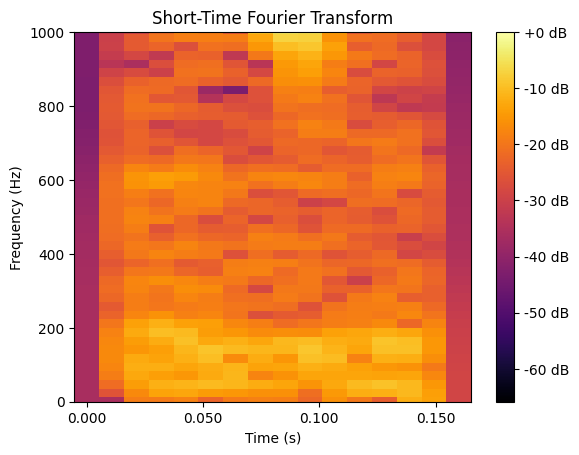 Short-Time Fourier Transform
1000
800
600
400
200
0
Frequency (Hz)
0.000
0.050
0.100
0.150
Time (s)
+0 dB
-10 dB
-20 dB
-30 dB
-40 dB
-50 dB
-60 dB